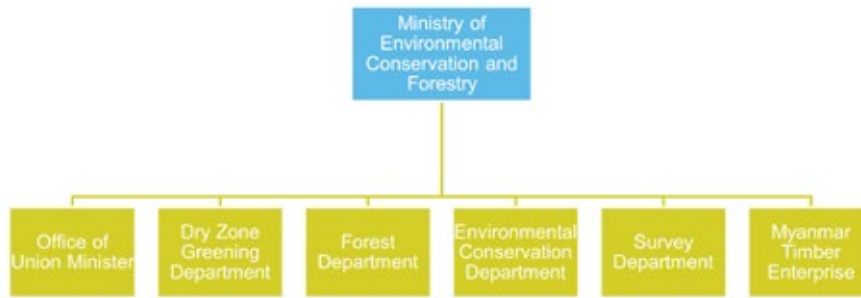 Ministry of
Environmental
Conservation and
Forestry
Office of
Union Minister
Dry Zone
Greening
Department
Forest
Department
Environmental
Conservation
Department
Survey
Department
Myanmar
Timber
Enterprise